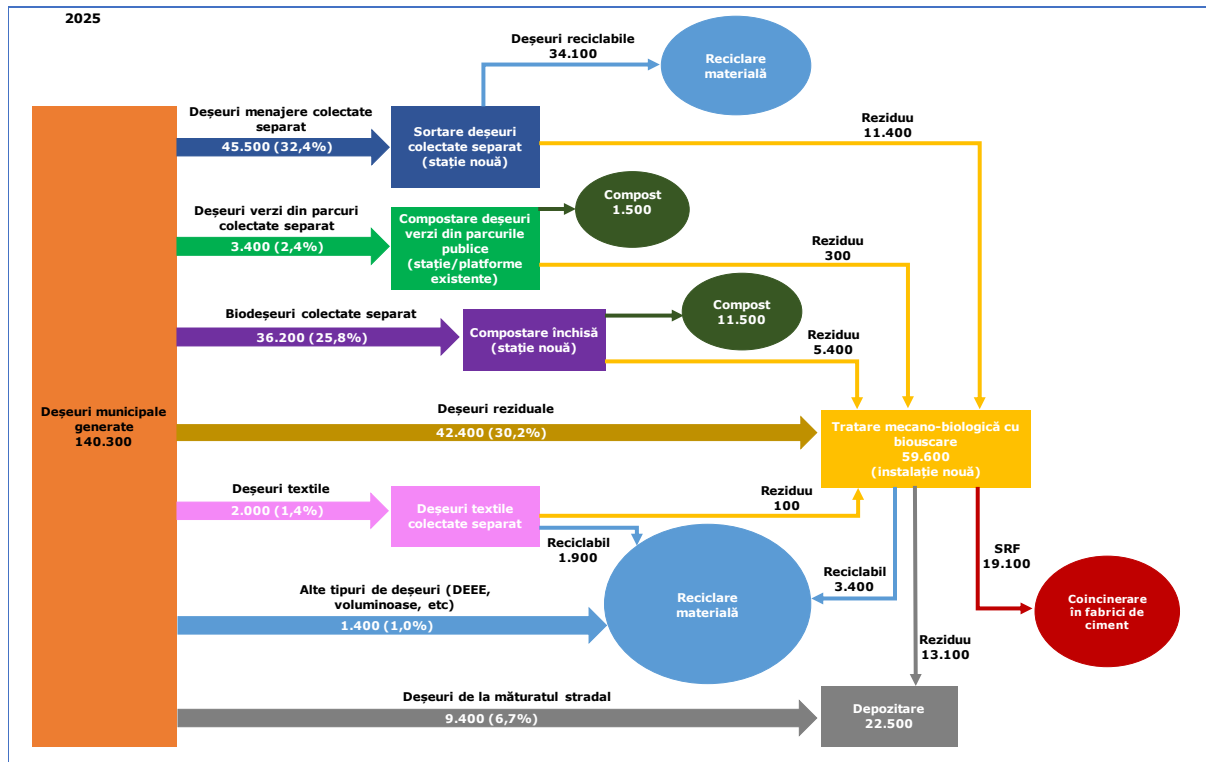 2025
Deșeuri reciclabile
34.100
Reciclare
materială
Deșeuri menajere colectate
separat
45.500 (32,4%)
Sortare deșeuri
colectate separat
(stație nouă)
Reziduu
11.400
Deșeuri verzi din parcuri
colectate separat
3.400 (2,4%)
Compostare deșeuri
verzi din parcurile
publice
(stație/platforme
existente)
Compost
1.500
Reziduu
300
Biodeșeuri colectate separat
36.200 (25,8%)
Compostare închisă
(stație nouă)
Compost
11.500
Reziduu
5.400
Deșeuri municipale
generate
140.300
Deșeuri reziduale
42.400 (30,2%)
Tratare mecano-biologică cu
biouscare
59.600
(instalație nouă)
Deșeuri textile
2.000 (1,4%)
Deșeuri textile
colectate separat
Reziduu
100
Reciclabil
1.900
Reciclare
materială
Reciclabil
3.400
SRF
19.100
Coincinerare
în fabrici de
ciment
Alte tipuri de deșeuri (DEEE,
voluminoase, etc)
1.400 (1,0%)
Reziduu
13.100
Deșeuri de la măturatul stradal
9.400 (6,7%)
Depozitare
22.500